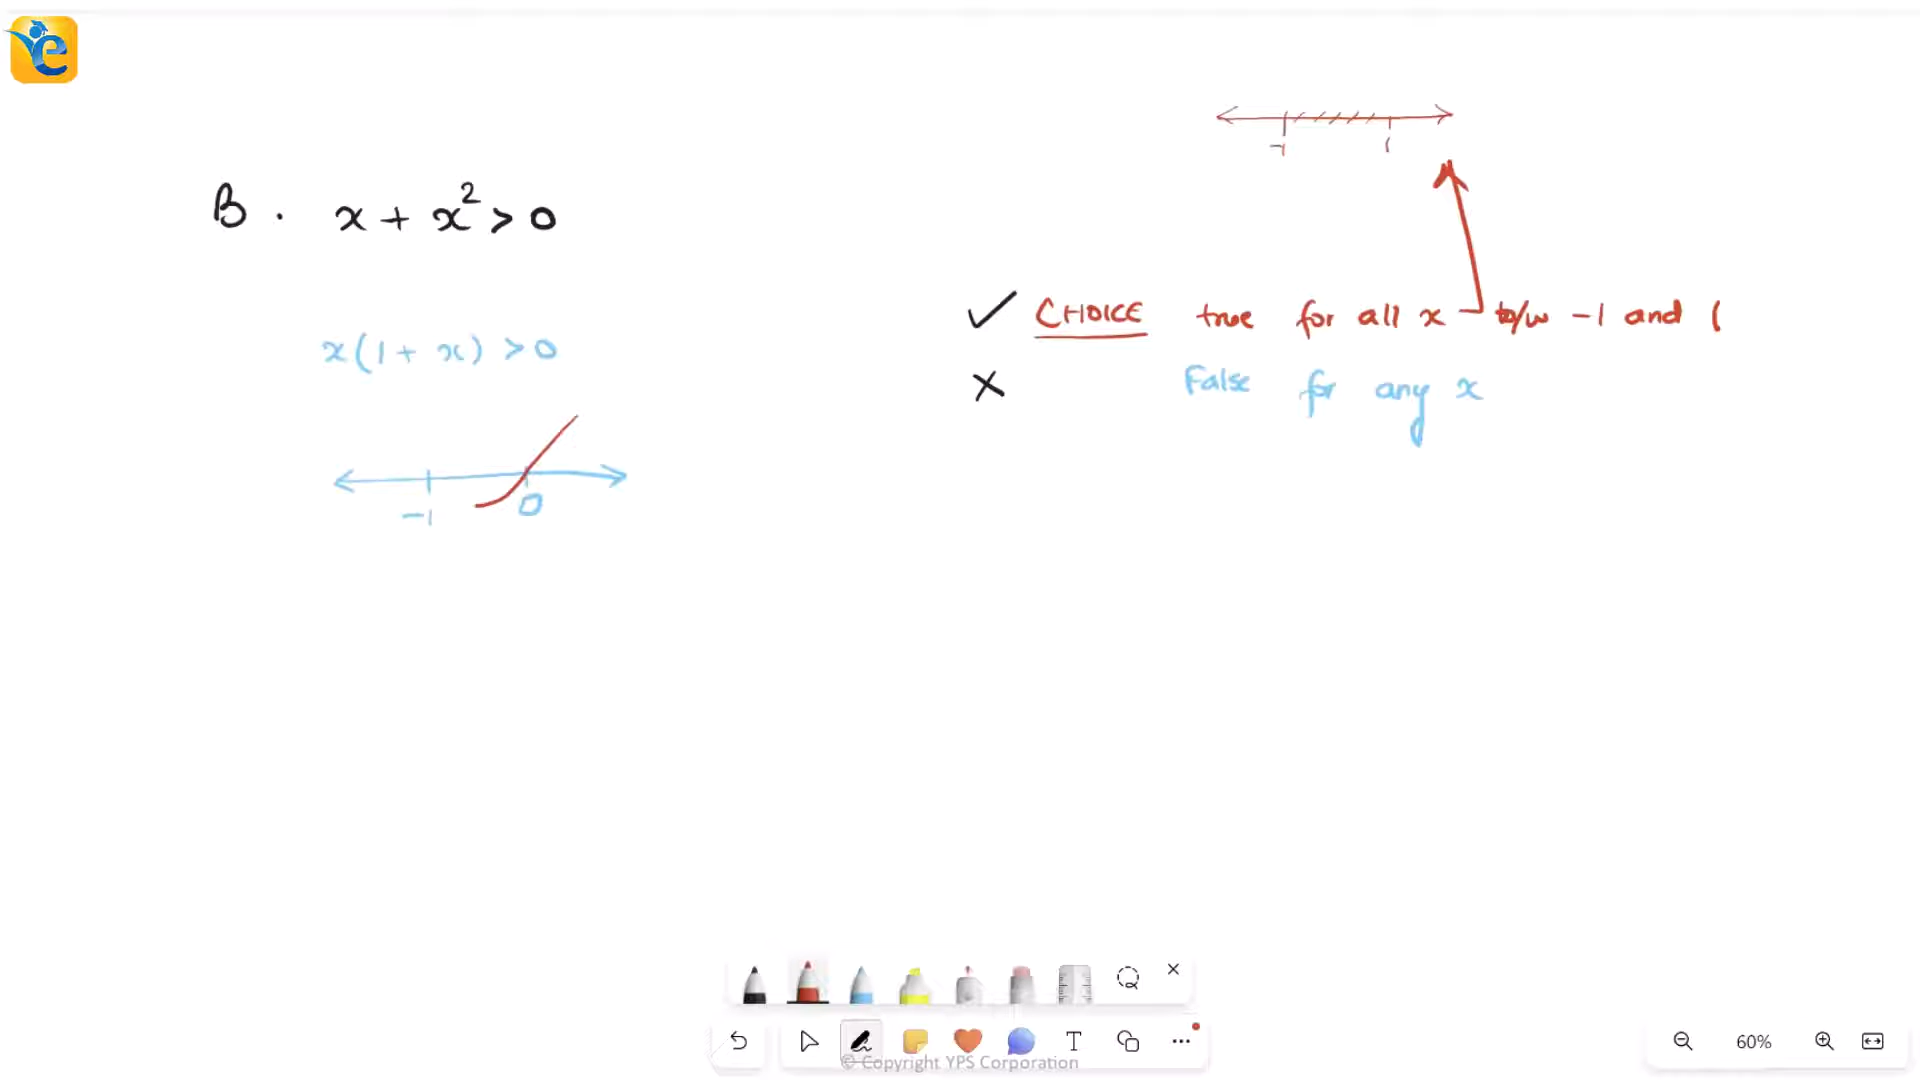 -1 1
B. x + x² > 0
✓ CHOICE true for all x b/w -1 and 1
x(1 + x) > 0
✗ False for any x
-1 0
T
60%
© Copyright YPS Corporation